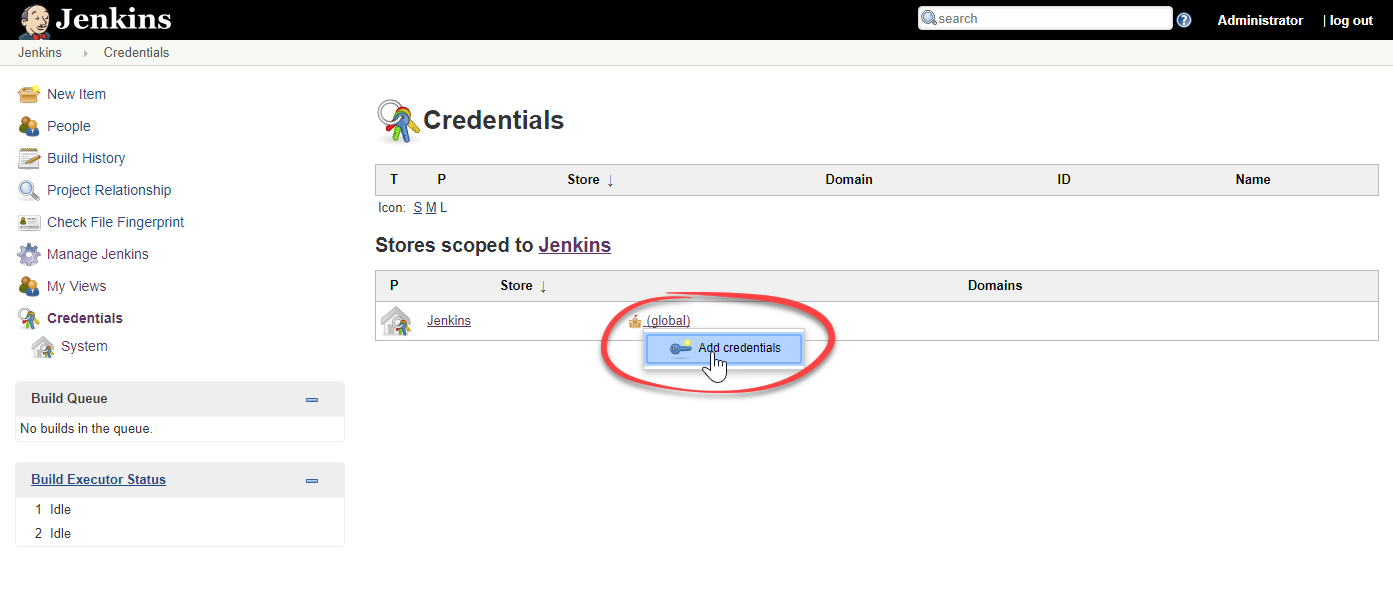 Jenkins
search
Administrator | log out
Jenkins Credentials
New Item
People
Build History
Project Relationship
Check File Fingerprint
Manage Jenkins
My Views
Credentials
System
Build Queue
No builds in the queue.
Build Executor Status
1 Idle
2 Idle
Credentials
T P Store ↓ Domain ID Name
Icon: S M L
Stores scoped to Jenkins
P Store ↓ Domains
Jenkins (global)
Add credentials